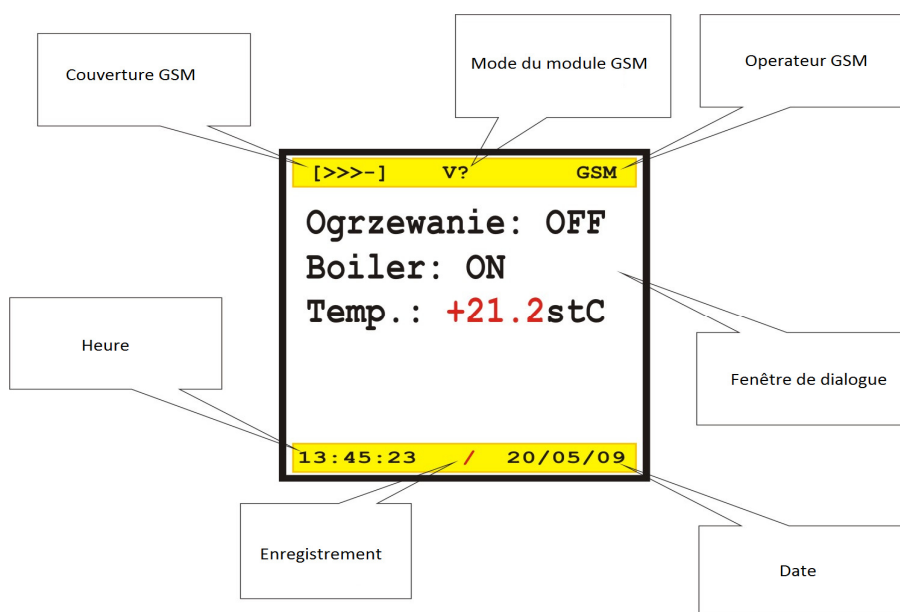 Couverture GSM
Mode du module GSM
Operateur GSM
[>>>-] V? GSM
Ogrzewanie: OFF
Boiler: ON
Temp.: +21.2stC
Heure
Fenêtre de dialogue
13:45:23 / 20/05/09
Enregistrement
Date